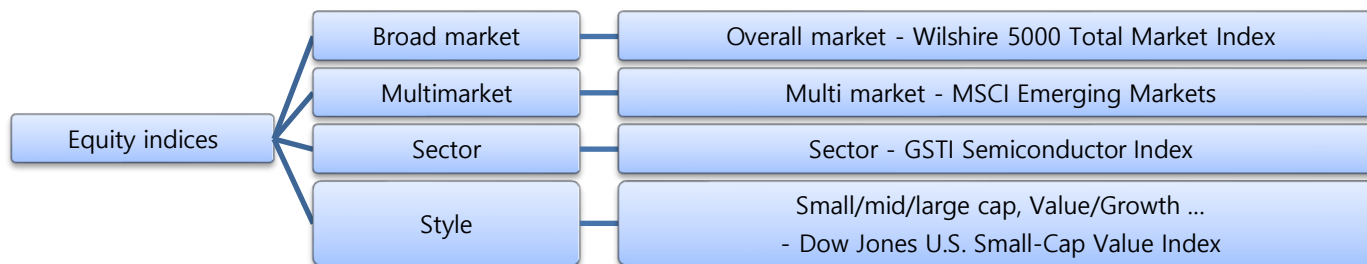 Equity indices
Broad market
Overall market - Wilshire 5000 Total Market Index
Multimarket
Multi market - MSCI Emerging Markets
Sector
Sector - GSTI Semiconductor Index
Style
Small/mid/large cap, Value/Growth ...
- Dow Jones U.S. Small-Cap Value Index